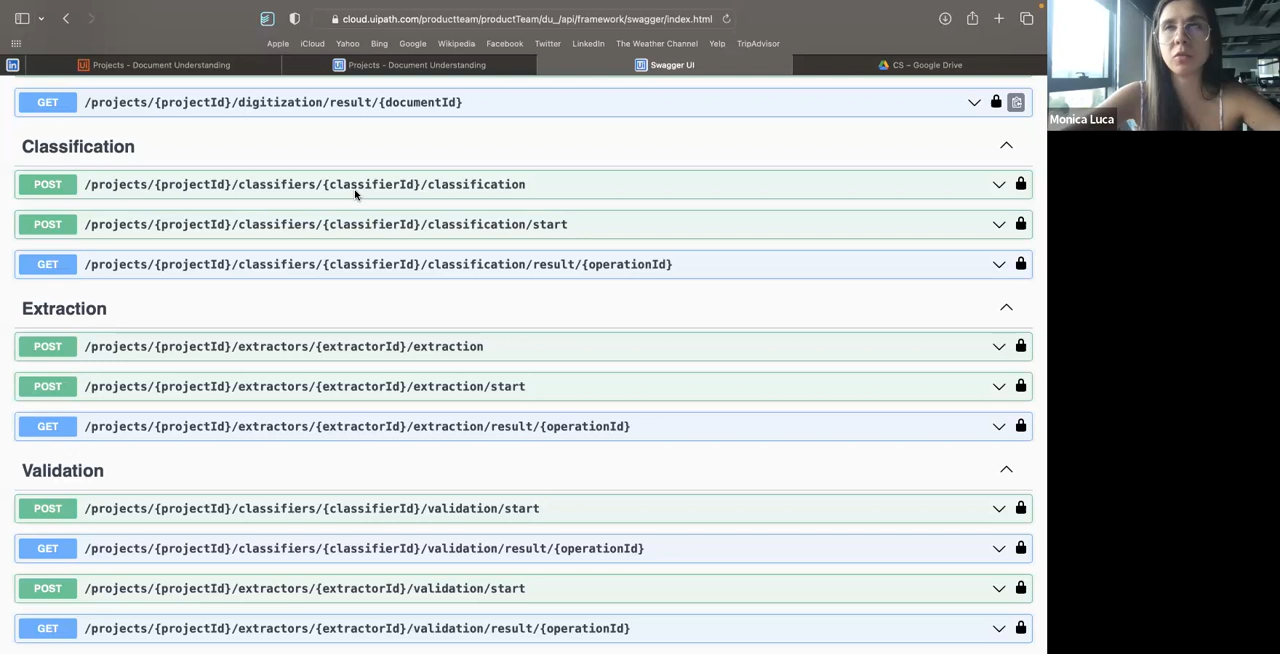 cloud.uipath.com/productteam/productTeam/du_/api/framework/swagger/index.html
Apple iCloud Yahoo Bing Google Wikipedia Facebook Twitter LinkedIn The Weather Channel Yelp TripAdvisor
in Ui Projects - Document Understanding Ui Projects - Document Understanding Ui Swagger UI CS – Google Drive
GET /projects/{projectId}/digitization/result/{documentId}
Monica Luca
Classification
POST /projects/{projectId}/classifiers/{classifierId}/classification
POST /projects/{projectId}/classifiers/{classifierId}/classification/start
GET /projects/{projectId}/classifiers/{classifierId}/classification/result/{operationId}
Extraction
POST /projects/{projectId}/extractors/{extractorId}/extraction
POST /projects/{projectId}/extractors/{extractorId}/extraction/start
GET /projects/{projectId}/extractors/{extractorId}/extraction/result/{operationId}
Validation
POST /projects/{projectId}/classifiers/{classifierId}/validation/start
GET /projects/{projectId}/classifiers/{classifierId}/validation/result/{operationId}
POST /projects/{projectId}/extractors/{extractorId}/validation/start
GET /projects/{projectId}/extractors/{extractorId}/validation/result/{operationId}